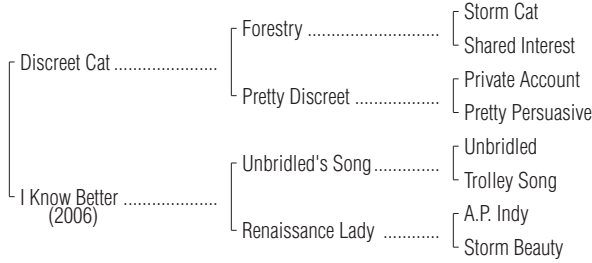 Storm Cat
Forestry ........................
Shared Interest
Discreet Cat ......................
Private Account
Pretty Discreet ................
Pretty Persuasive
Unbridled
Unbridled's Song..............
Trolley Song
I Know Better ....................
(2006)
A.P. Indy
Renaissance Lady ............
Storm Beauty